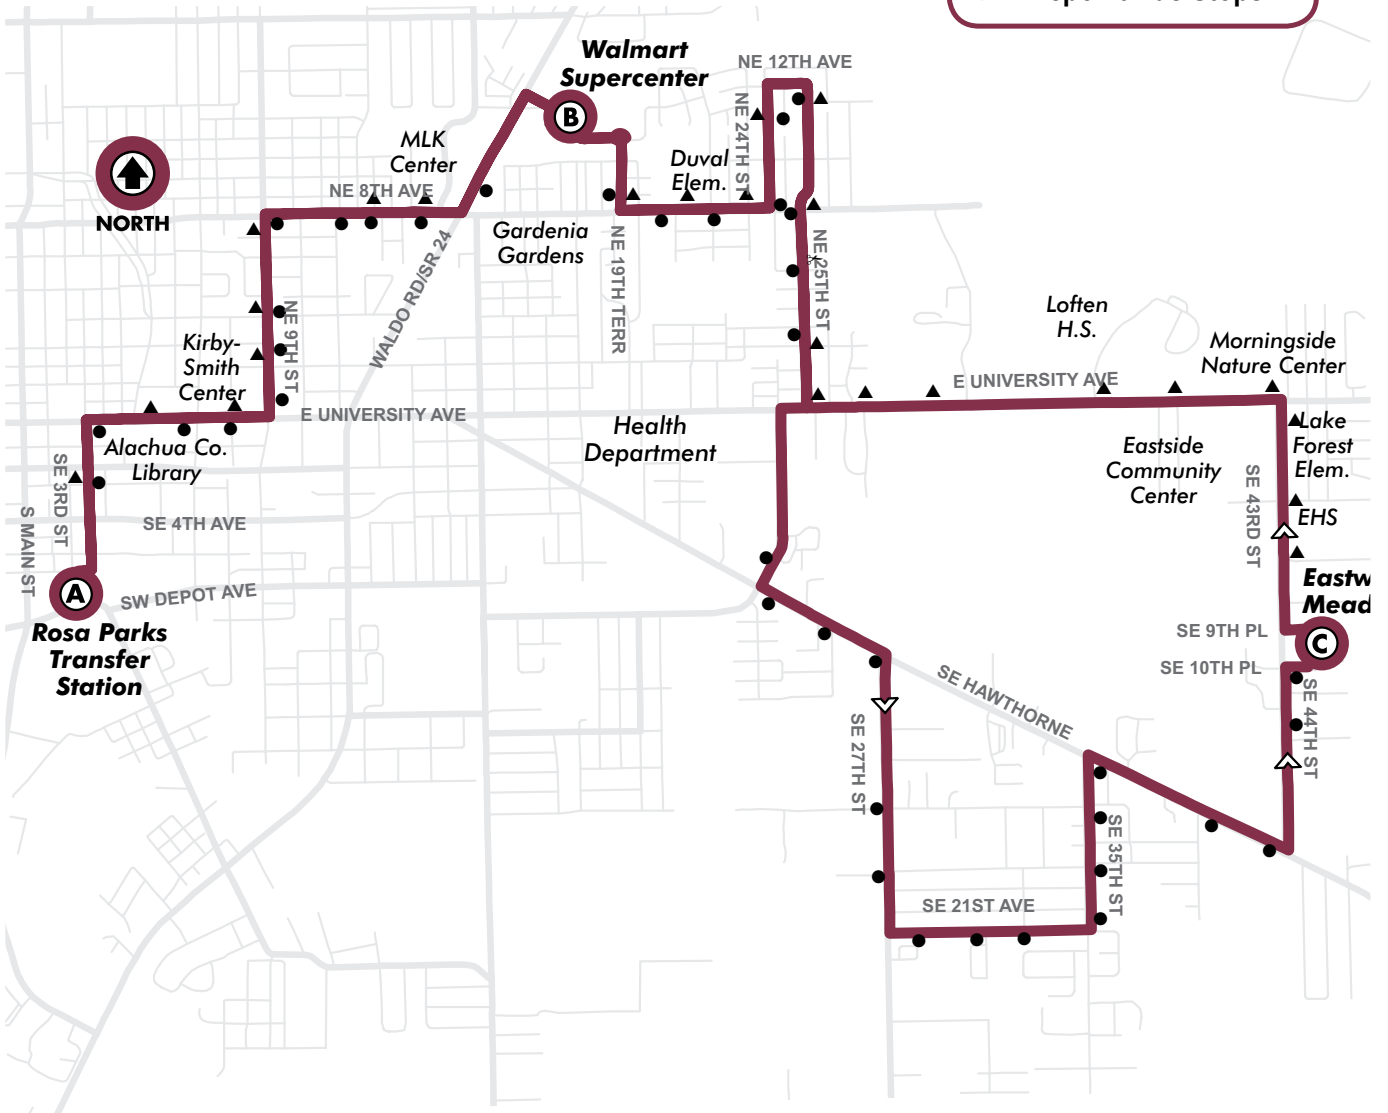 Walmart
Supercenter
NE 12TH AVE
B
NE 24TH ST
MLK
Center
Duval
Elem.
NE 8TH AVE
NORTH
Gardenia
Gardens
NE 19TH TERR
NE 25TH ST
WALDO RD/SR 24
Loften
H.S.
NE 9TH ST
Kirby-
Smith
Center
Morningside
Nature Center
E UNIVERSITY AVE
E UNIVERSITY AVE
Health
Department
Lake
Forest
Elem.
Alachua Co.
Library
Eastside
Community
Center
SE 3RD ST
SE 43RD ST
S MAIN ST
SE 4TH AVE
EHS
A
SW DEPOT AVE
Rosa Parks
Transfer
Station
C
SE 9TH PL
SE 10TH PL
SE HAWTHORNE
SE 44TH ST
SE 27TH ST
SE 35TH ST
SE 21ST AVE